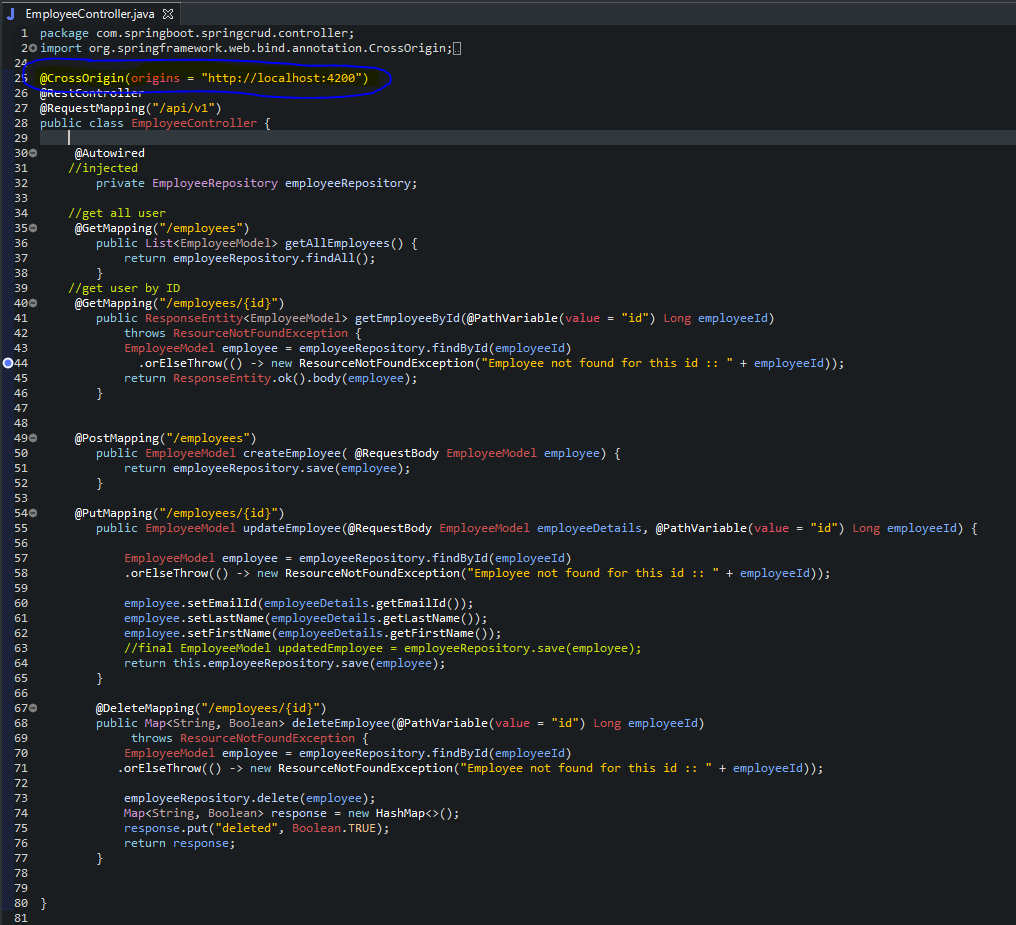 EmployeeController.java
1 package com.springboot.springcrud.controller;
2 import org.springframework.web.bind.annotation.CrossOrigin;
24
25 @CrossOrigin(origins = "http://localhost:4200")
26 @RestController
27 @RequestMapping("/api/v1")
28 public class EmployeeController {
29
30 @Autowired
31 //injected
32 private EmployeeRepository employeeRepository;
33
34 //get all user
35 @GetMapping("/employees")
36 public List<EmployeeModel> getAllEmployees() {
37 return employeeRepository.findAll();
38 }
39 //get user by ID
40 @GetMapping("/employees/{id}")
41 public ResponseEntity<EmployeeModel> getEmployeeById(@PathVariable(value = "id") Long employeeId)
42 throws ResourceNotFoundException {
43 EmployeeModel employee = employeeRepository.findById(employeeId)
44 .orElseThrow(() -> new ResourceNotFoundException("Employee not found for this id :: " + employeeId));
45 return ResponseEntity.ok().body(employee);
46 }
47
48
49 @PostMapping("/employees")
50 public EmployeeModel createEmployee( @RequestBody EmployeeModel employee) {
51 return employeeRepository.save(employee);
52 }
53
54 @PutMapping("/employees/{id}")
55 public EmployeeModel updateEmployee(@RequestBody EmployeeModel employeeDetails, @PathVariable(value = "id") Long employeeId) {
56
57 EmployeeModel employee = employeeRepository.findById(employeeId)
58 .orElseThrow(() -> new ResourceNotFoundException("Employee not found for this id :: " + employeeId));
59
60 employee.setEmailId(employeeDetails.getEmailId());
61 employee.setLastName(employeeDetails.getLastName());
62 employee.setFirstName(employeeDetails.getFirstName());
63 //final EmployeeModel updatedEmployee = employeeRepository.save(employee);
64 return this.employeeRepository.save(employee);
65 }
66
67 @DeleteMapping("/employees/{id}")
68 public Map<String, Boolean> deleteEmployee(@PathVariable(value = "id") Long employeeId)
69 throws ResourceNotFoundException {
70 EmployeeModel employee = employeeRepository.findById(employeeId)
71 .orElseThrow(() -> new ResourceNotFoundException("Employee not found for this id :: " + employeeId));
72
73 employeeRepository.delete(employee);
74 Map<String, Boolean> response = new HashMap<>();
75 response.put("deleted", Boolean.TRUE);
76 return response;
77 }
78
79
80 }
81